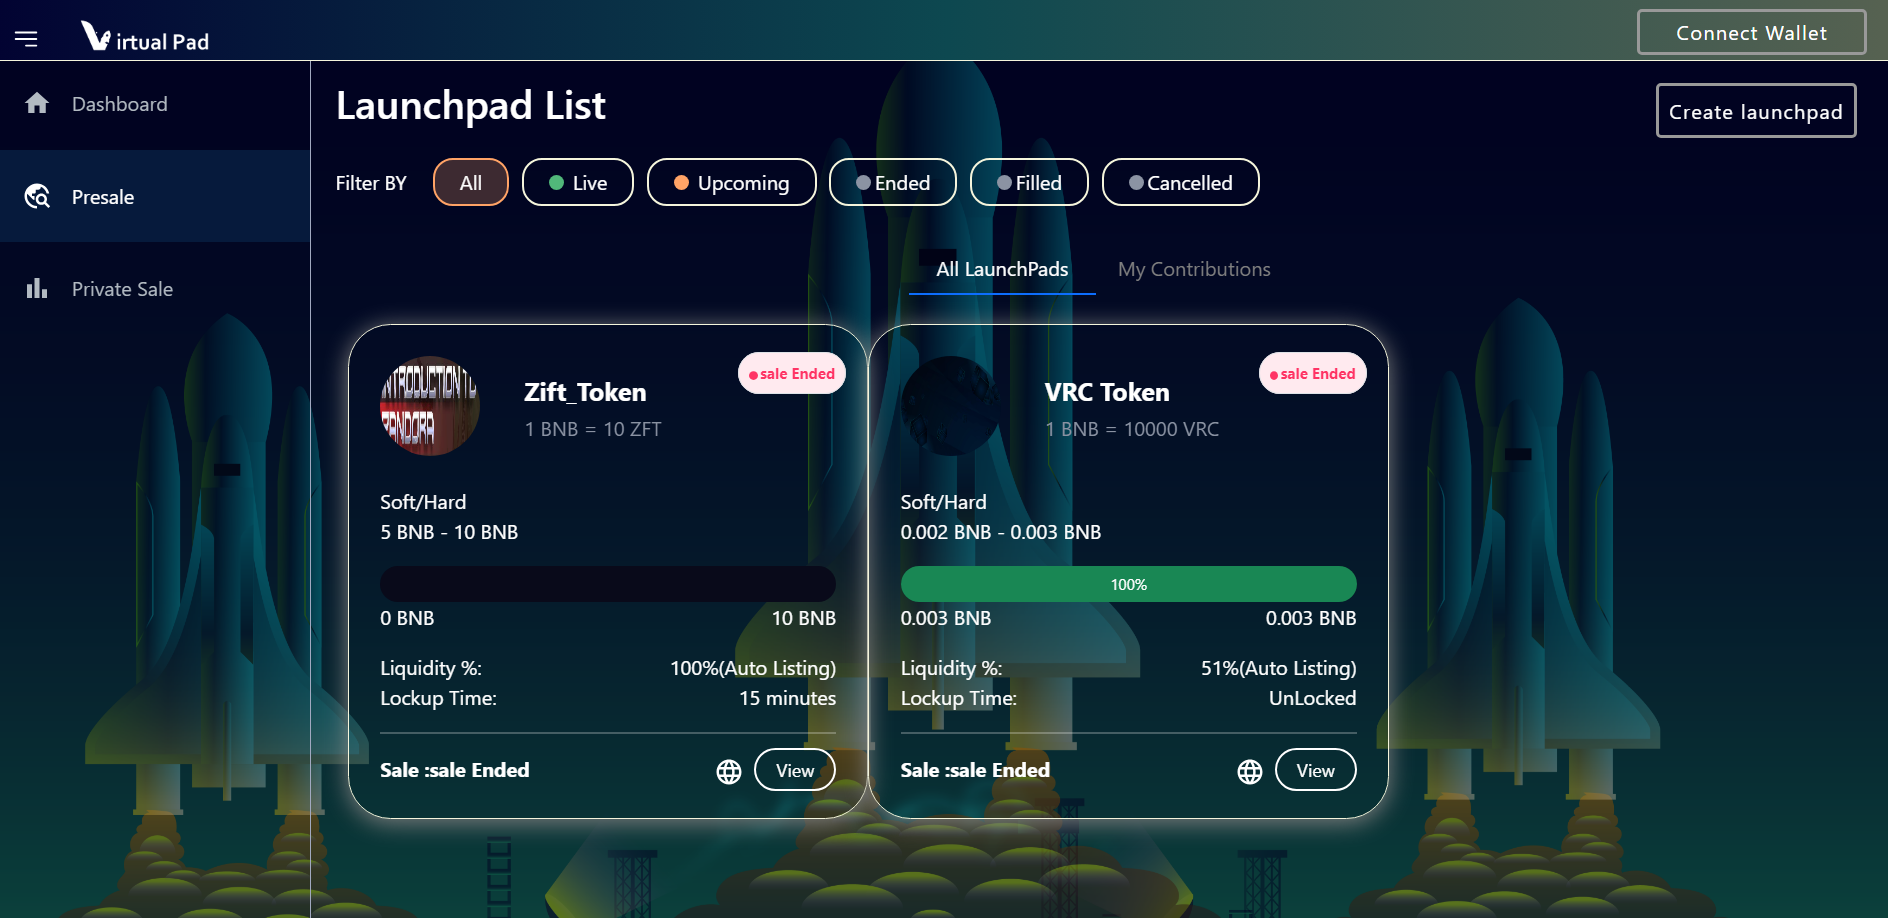 Virtual Pad
Connect Wallet
Dashboard
Presale
Private Sale
Launchpad List
Create launchpad
Filter BY
All
Live
Upcoming
Ended
Filled
Cancelled
All LaunchPads
My Contributions
INTRODUCTION
PANDORA
sale Ended
Zift_Token
1 BNB = 10 ZFT
Soft/Hard
5 BNB - 10 BNB
0 BNB
10 BNB
Liquidity %:
100%(Auto Listing)
Lockup Time:
15 minutes
Sale :sale Ended
View
sale Ended
VRC Token
1 BNB = 10000 VRC
Soft/Hard
0.002 BNB - 0.003 BNB
100%
0.003 BNB
0.003 BNB
Liquidity %:
51%(Auto Listing)
Lockup Time:
UnLocked
Sale :sale Ended
View